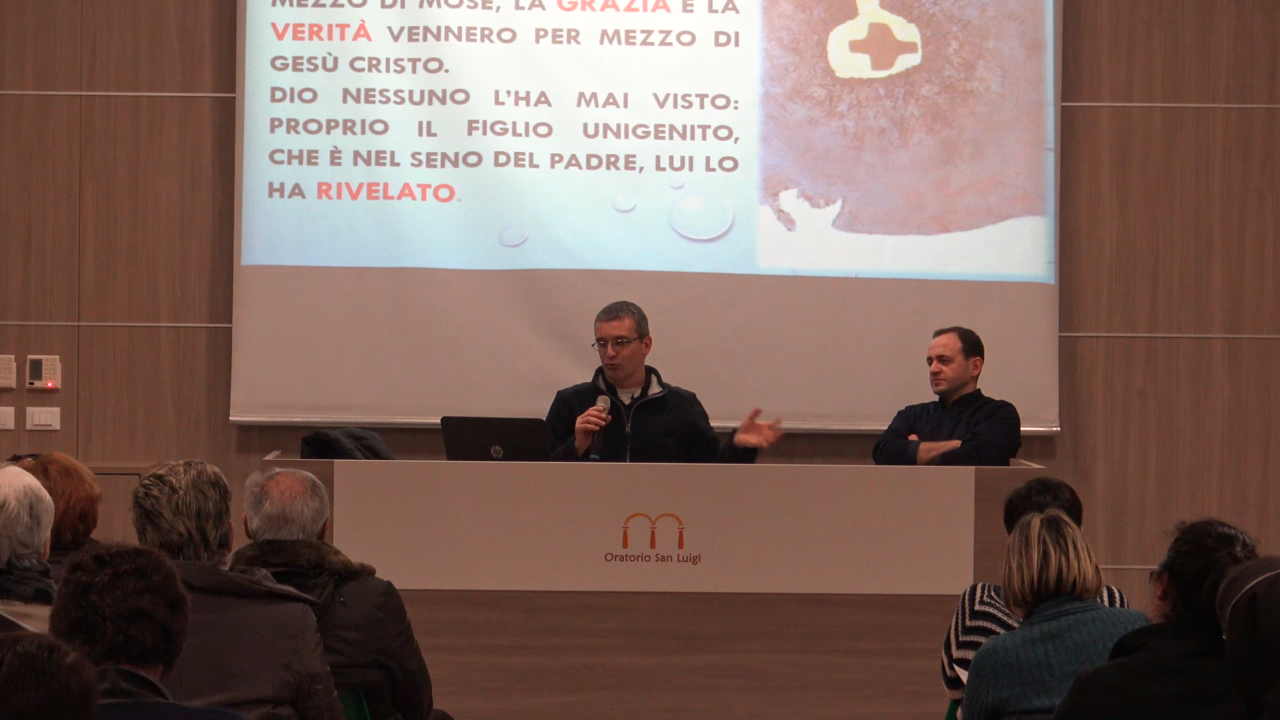 MEZZO DI MOSÈ, LA GRAZIA E LA
VERITÀ VENNERO PER MEZZO DI
GESÙ CRISTO.
DIO NESSUNO L'HA MAI VISTO:
PROPRIO IL FIGLIO UNIGENITO,
CHE È NEL SENO DEL PADRE, LUI LO
HA RIVELATO.
hp
Oratorio San Luigi